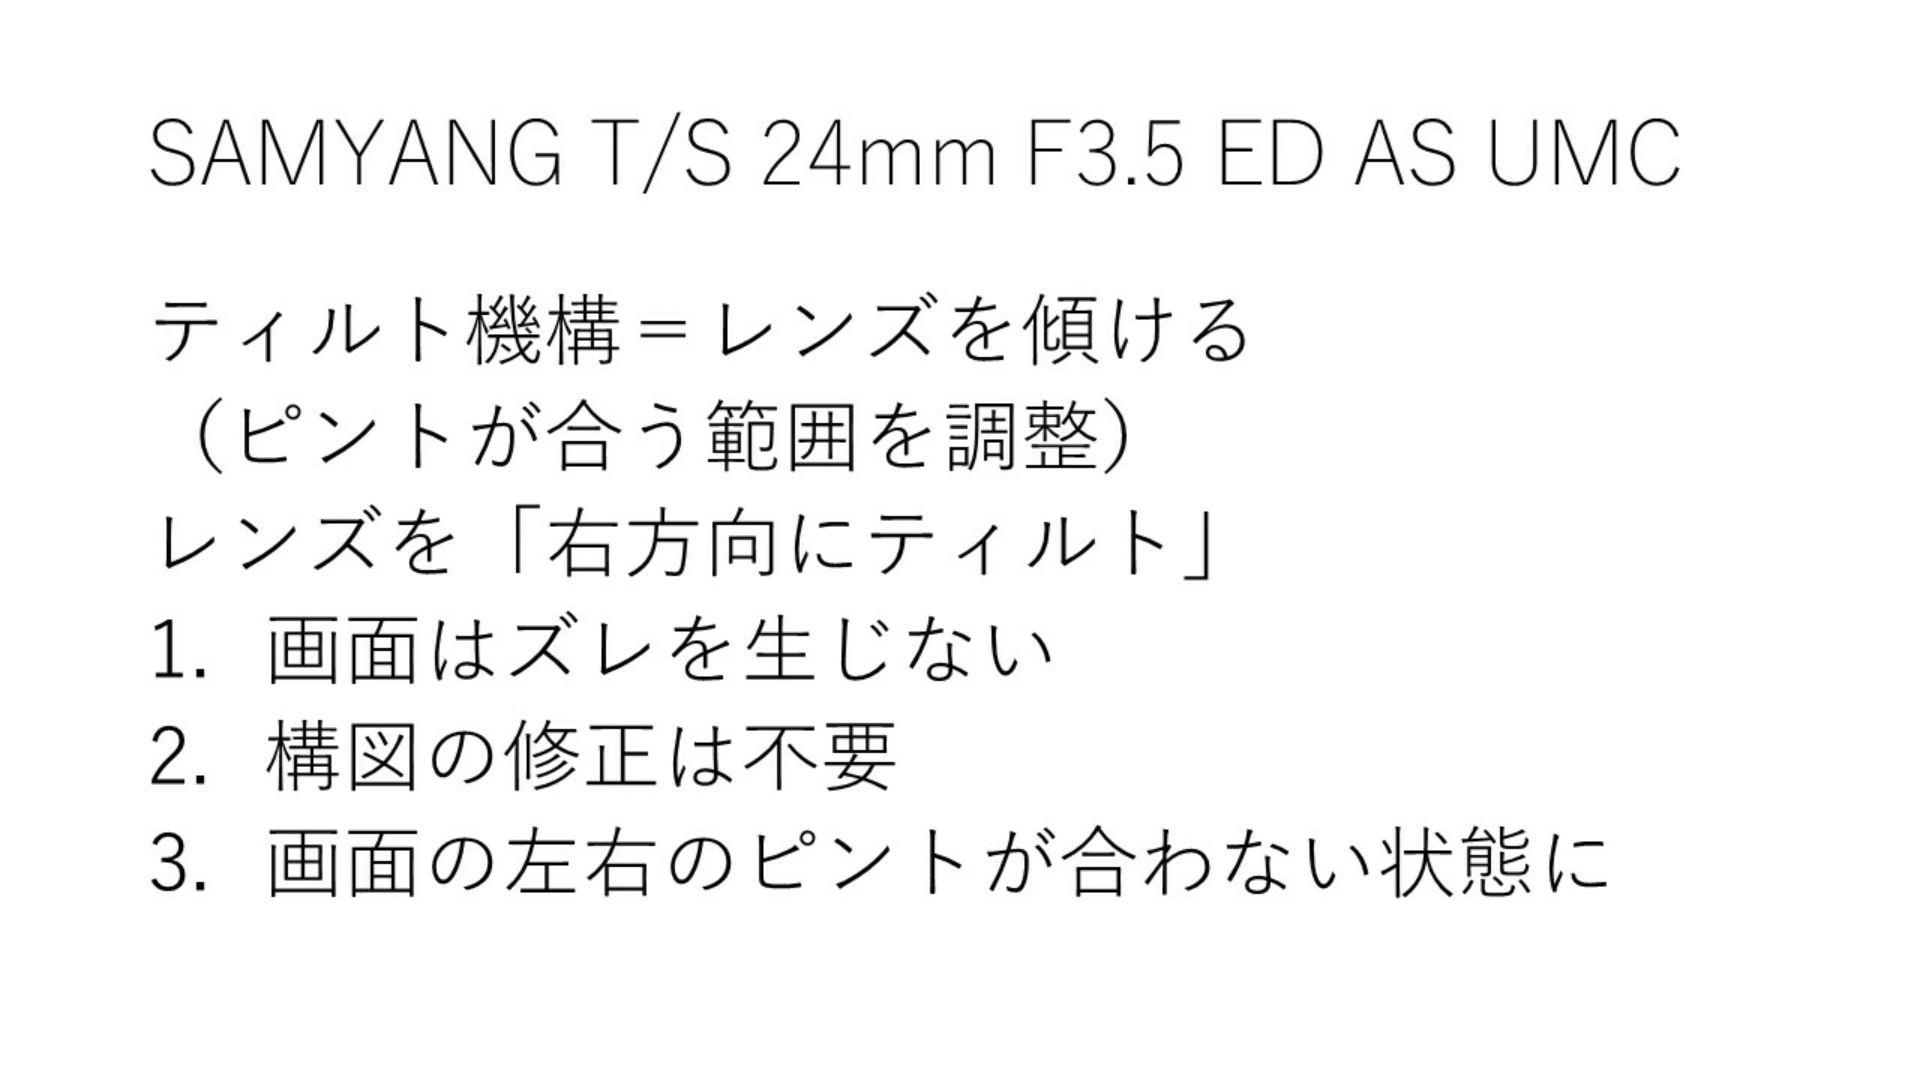 SAMYANG T/S 24mm F3.5 ED AS UMC
ティルト機構＝レンズを傾ける
（ピントが合う範囲を調整）
レンズを「右方向にティルト」
1. 画面はズレを生じない
2. 構図の修正は不要
3. 画面の左右のピントが合わない状態に